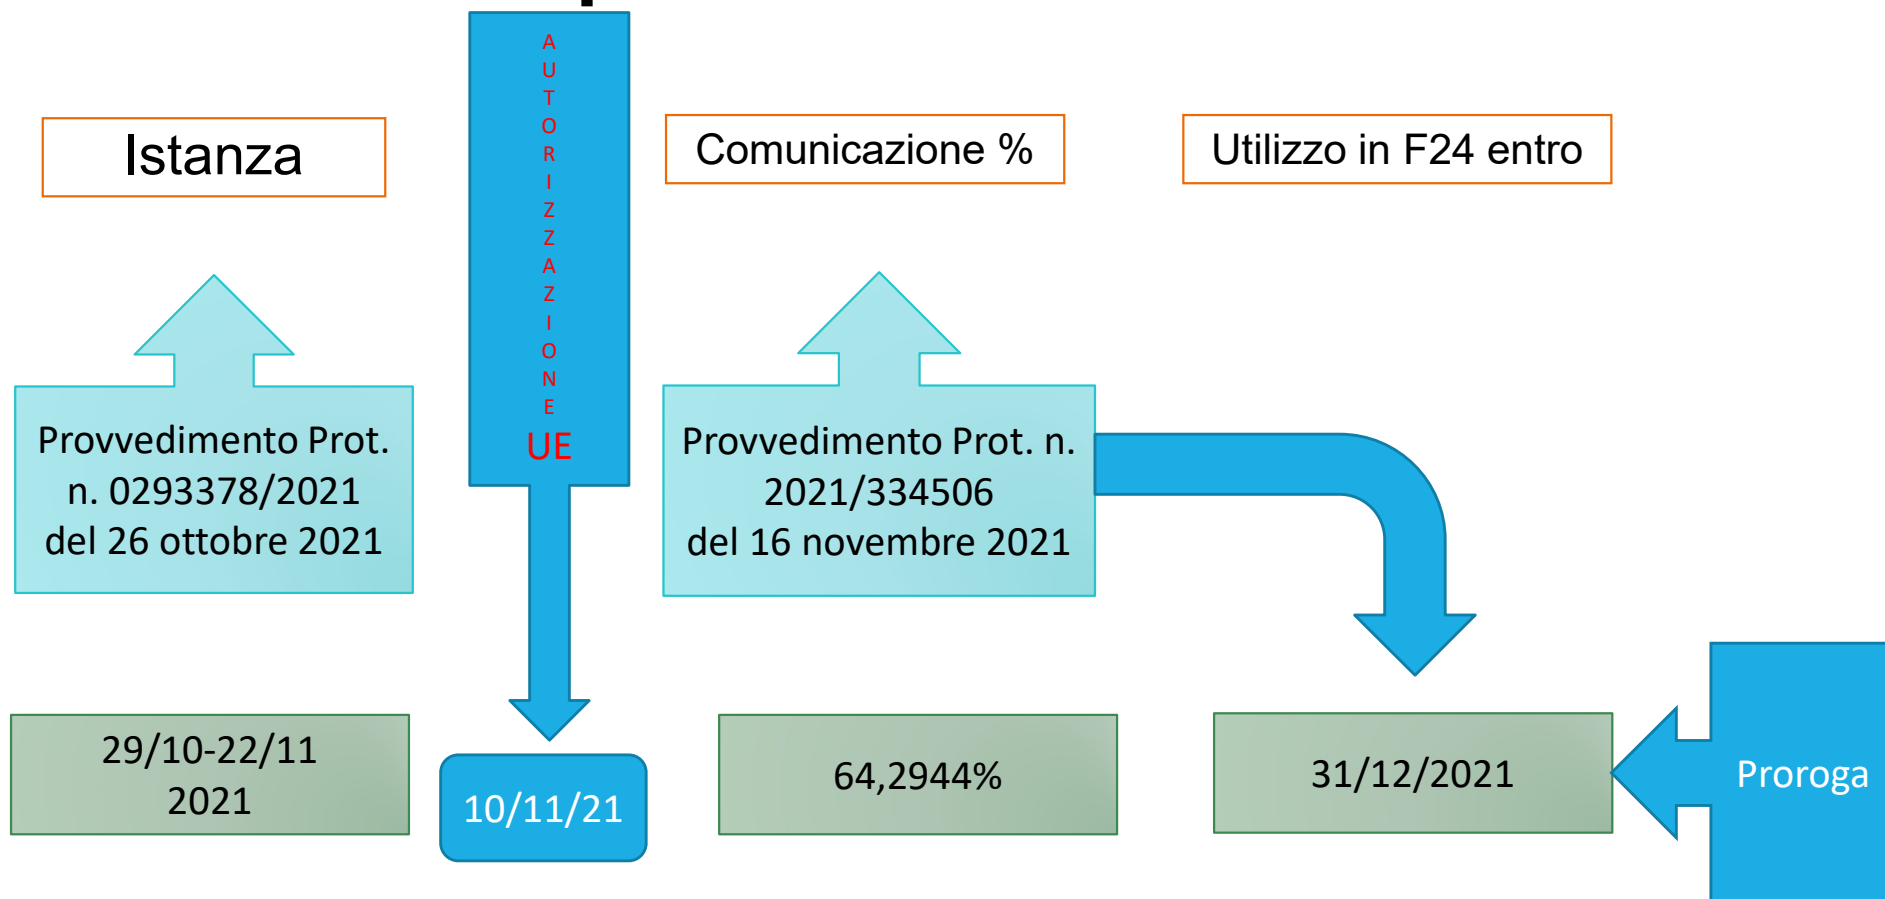 Istanza
AUTORIZZAZIONE
UE
Comunicazione %
Utilizzo in F24 entro
Provvedimento Prot.
n. 0293378/2021
del 26 ottobre 2021
Provvedimento Prot. n.
2021/334506
del 16 novembre 2021
29/10-22/11
2021
10/11/21
64,2944%
31/12/2021
Proroga